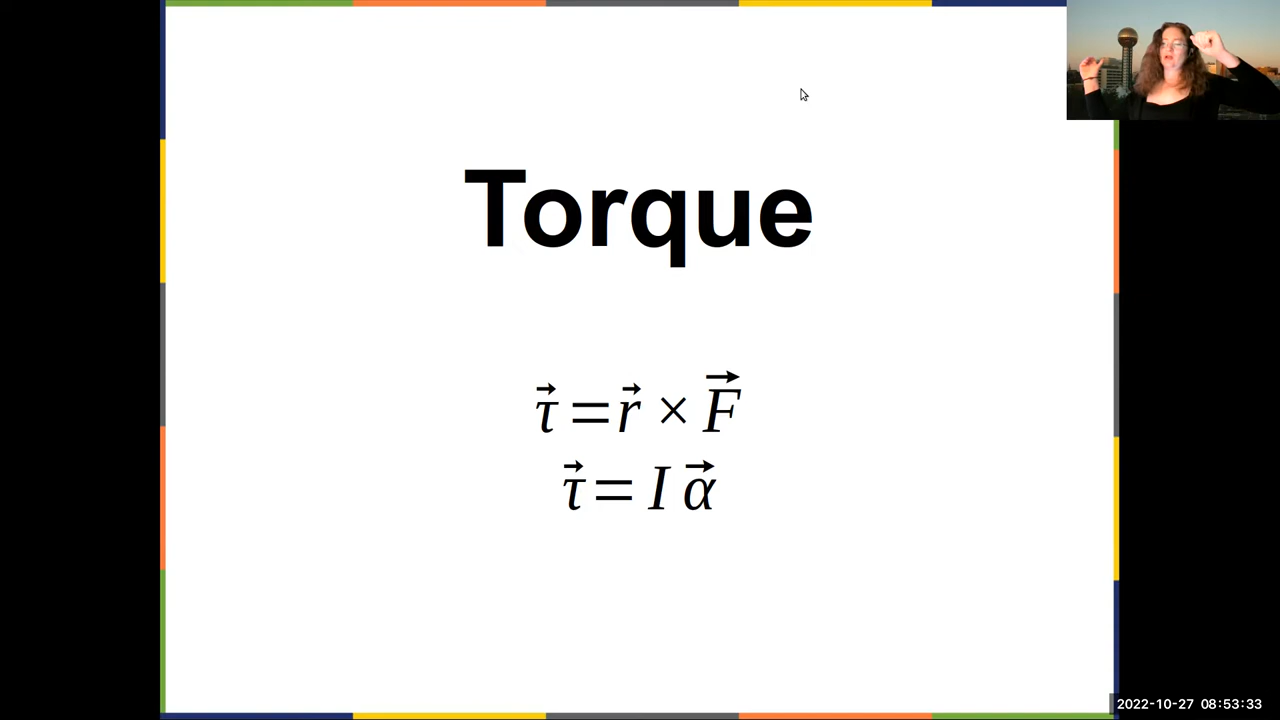 Torque
τ⃗ = r⃗ × F⃗
τ⃗ = I α⃗
2022-10-27 08:53:33